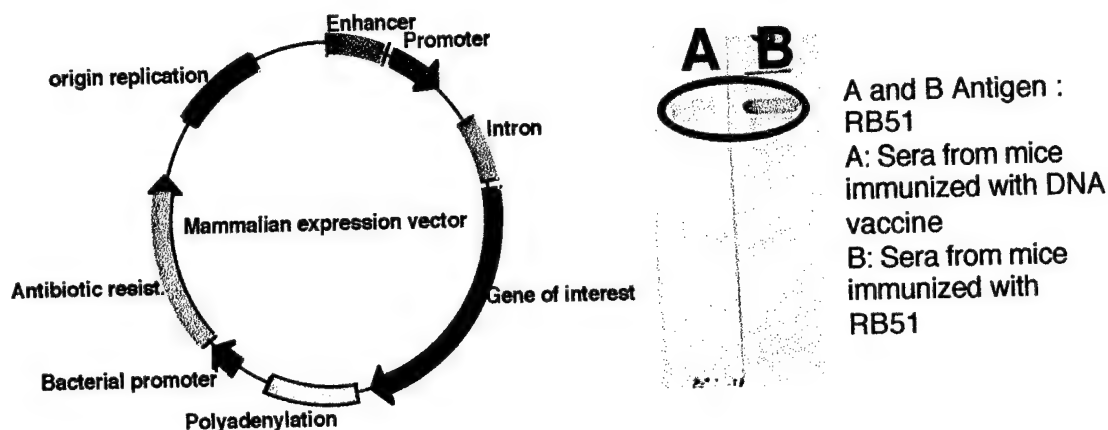 Enhancer
Promoter
origin replication
Intron
Mammalian expression vector
Antibiotic resist.
Gene of interest
Bacterial promoter
Polyadenylation
A B
A and B Antigen :
RB51
A: Sera from mice
immunized with DNA
vaccine
B: Sera from mice
immunized with
RB51